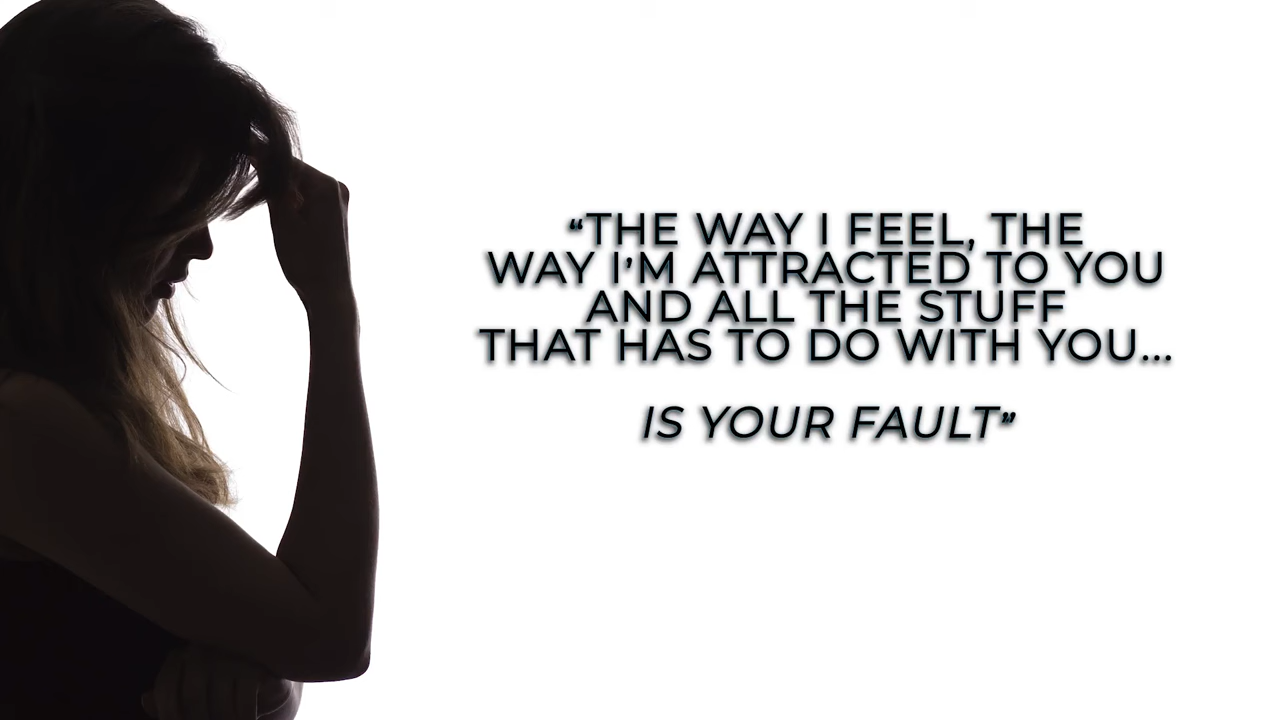 “THE WAY I FEEL, THE
WAY I’M ATTRACTED TO YOU
AND ALL THE STUFF
THAT HAS TO DO WITH YOU...
IS YOUR FAULT”